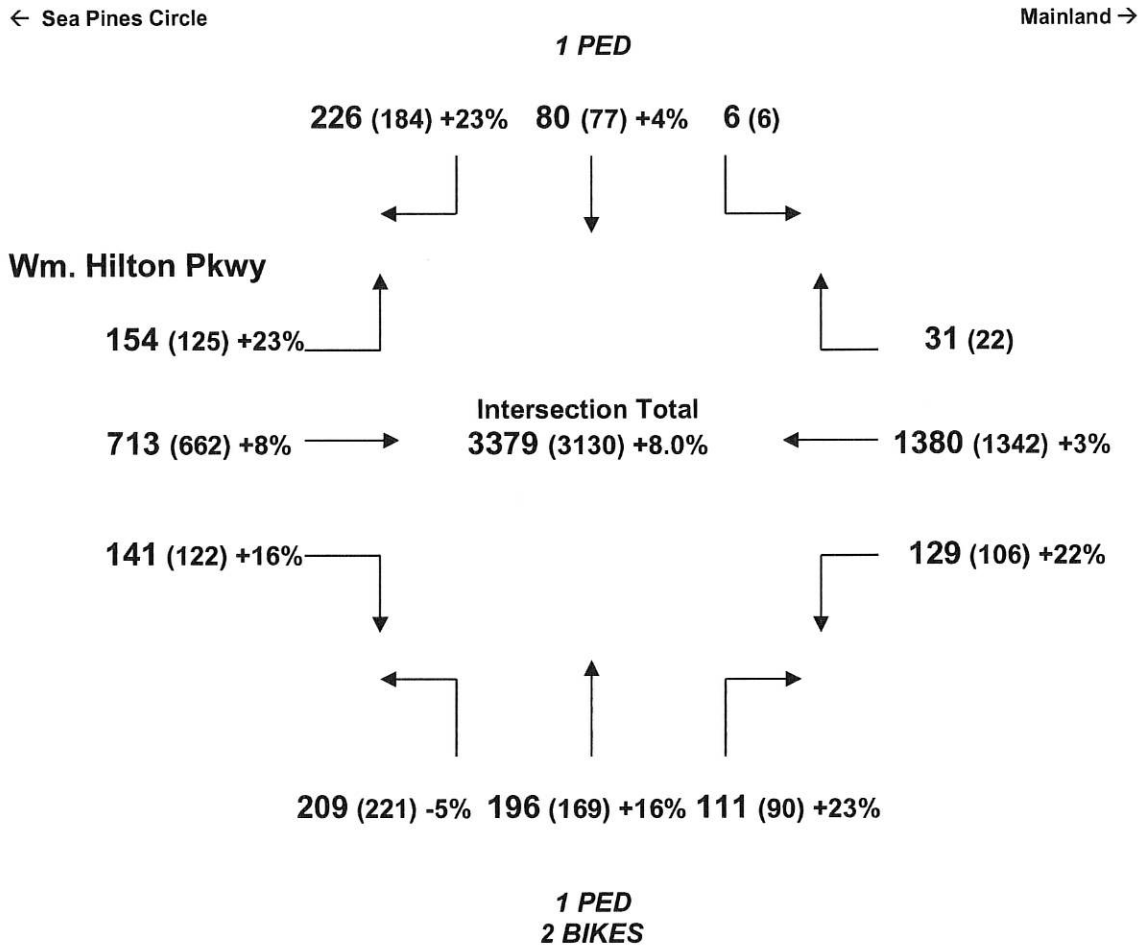 ← Sea Pines Circle
Mainland →
1 PED
226 (184) +23% 80 (77) +4% 6 (6)
Wm. Hilton Pkwy
154 (125) +23%
31 (22)
Intersection Total
713 (662) +8%
3379 (3130) +8.0%
1380 (1342) +3%
141 (122) +16%
129 (106) +22%
209 (221) -5% 196 (169) +16% 111 (90) +23%
1 PED
2 BIKES